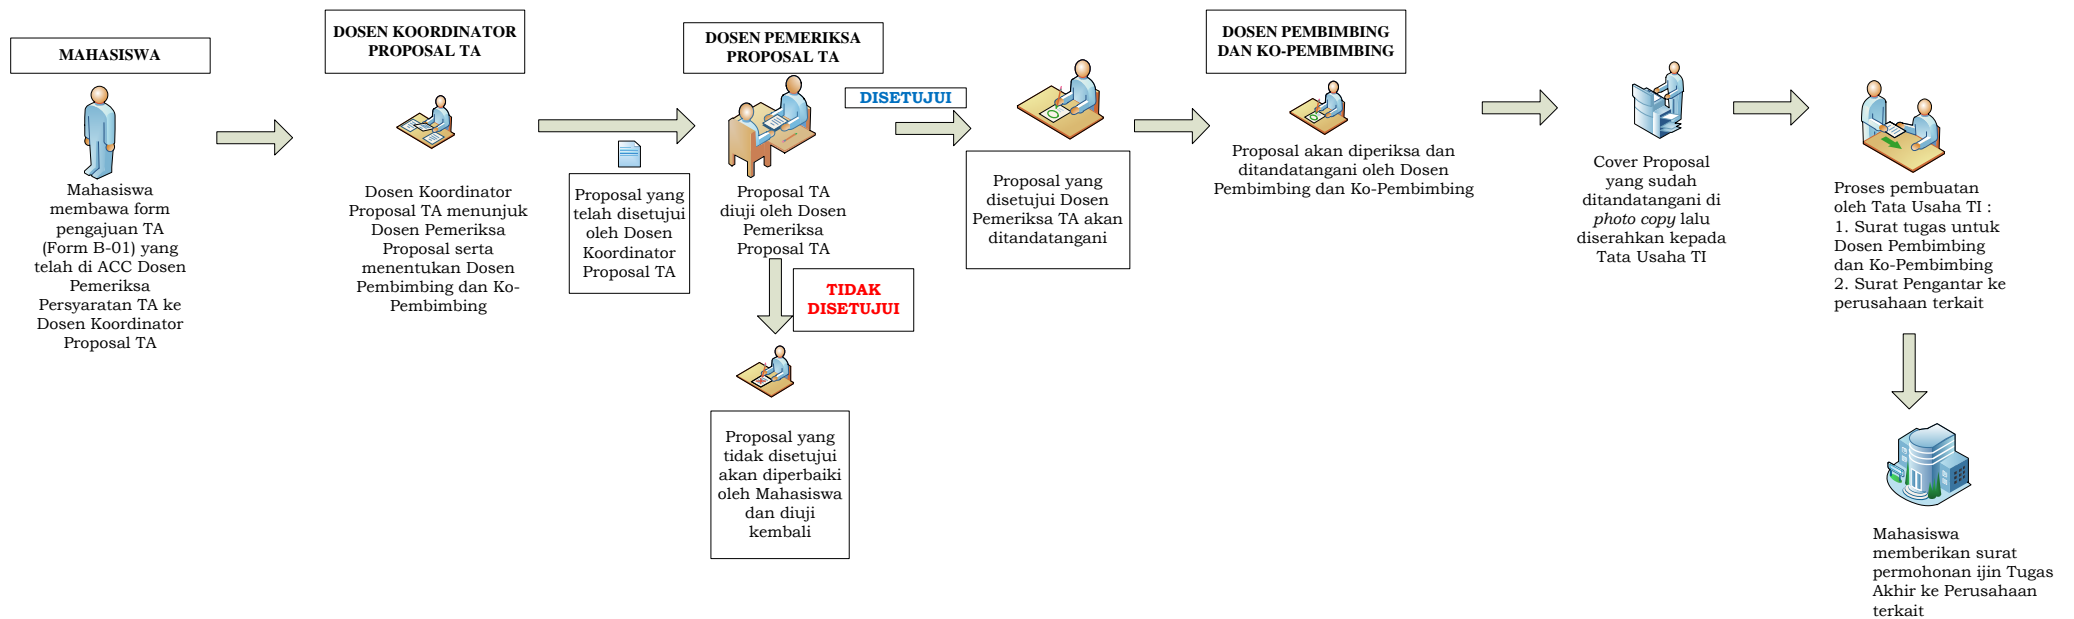 MAHASISWA
Mahasiswa
membawa form
pengajuan TA
(Form B-01) yang
telah di ACC Dosen
Pemeriksa
Persyaratan TA ke
Dosen Koordinator
Proposal TA
DOSEN KOORDINATOR
PROPOSAL TA
Dosen Koordinator
Proposal TA menunjuk
Dosen Pemeriksa
Proposal serta
menentukan Dosen
Pembimbing dan Ko-
Pembimbing
Proposal yang
telah disetujui
oleh Dosen
Koordinator
Proposal TA
DOSEN PEMERIKSA
PROPOSAL TA
Proposal TA
diuji oleh Dosen
Pemeriksa
Proposal TA
TIDAK
DISETUJUI
Proposal yang
tidak disetujui
akan diperbaiki
oleh Mahasiswa
dan diuji
kembali
DISETUJUI
Proposal yang
disetujui Dosen
Pemeriksa TA akan
ditandatangani
DOSEN PEMBIMBING
DAN KO-PEMBIMBING
Proposal akan diperiksa dan
ditandatangani oleh Dosen
Pembimbing dan Ko-Pembimbing
Cover Proposal
yang sudah
ditandatangani di
photo copy lalu
diserahkan kepada
Tata Usaha TI
Proses pembuatan
oleh Tata Usaha TI :
1. Surat tugas untuk
Dosen Pembimbing
dan Ko-Pembimbing
2. Surat Pengantar ke
perusahaan terkait
Mahasiswa
memberikan surat
permohonan ijin Tugas
Akhir ke Perusahaan
terkait